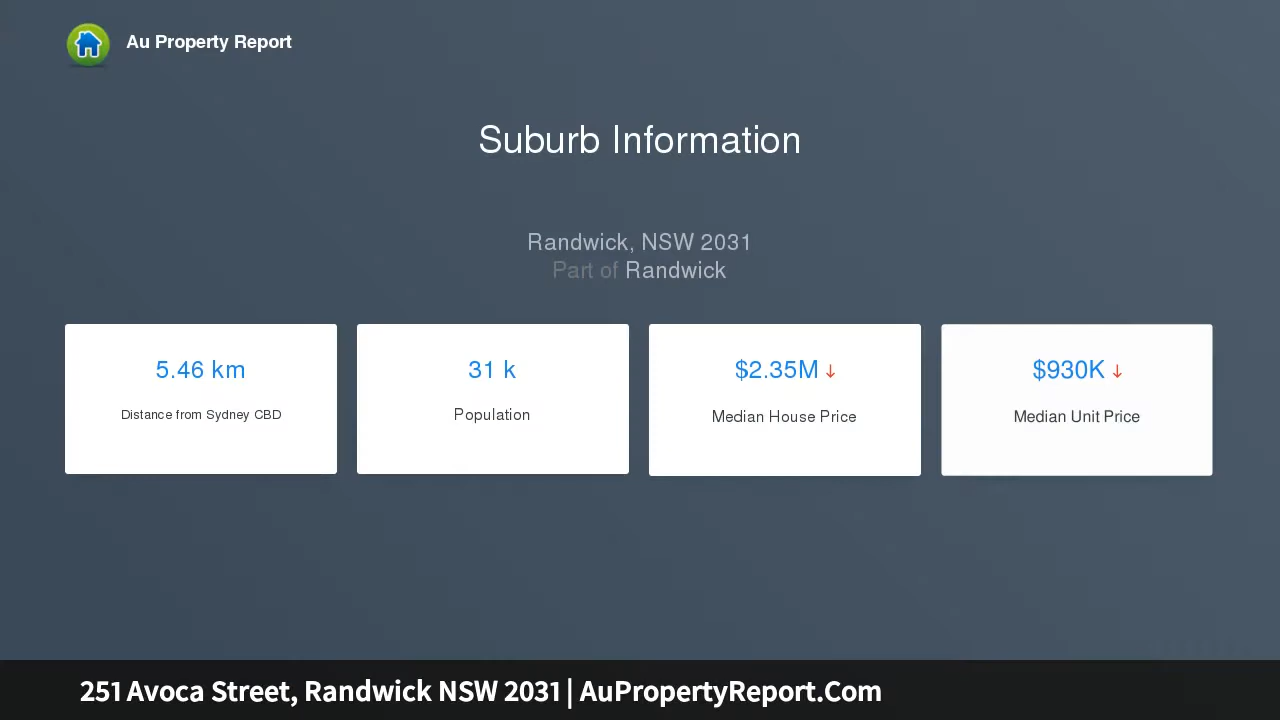 Au Property Report
Suburb Information
Randwick, NSW 2031
Part of Randwick
5.46 km
Distance from Sydney CBD
31 k
Population
$2.35M ↓
Median House Price
$930K ↓
Median Unit Price
251 Avoca Street, Randwick NSW 2031 | AuPropertyReport.Com